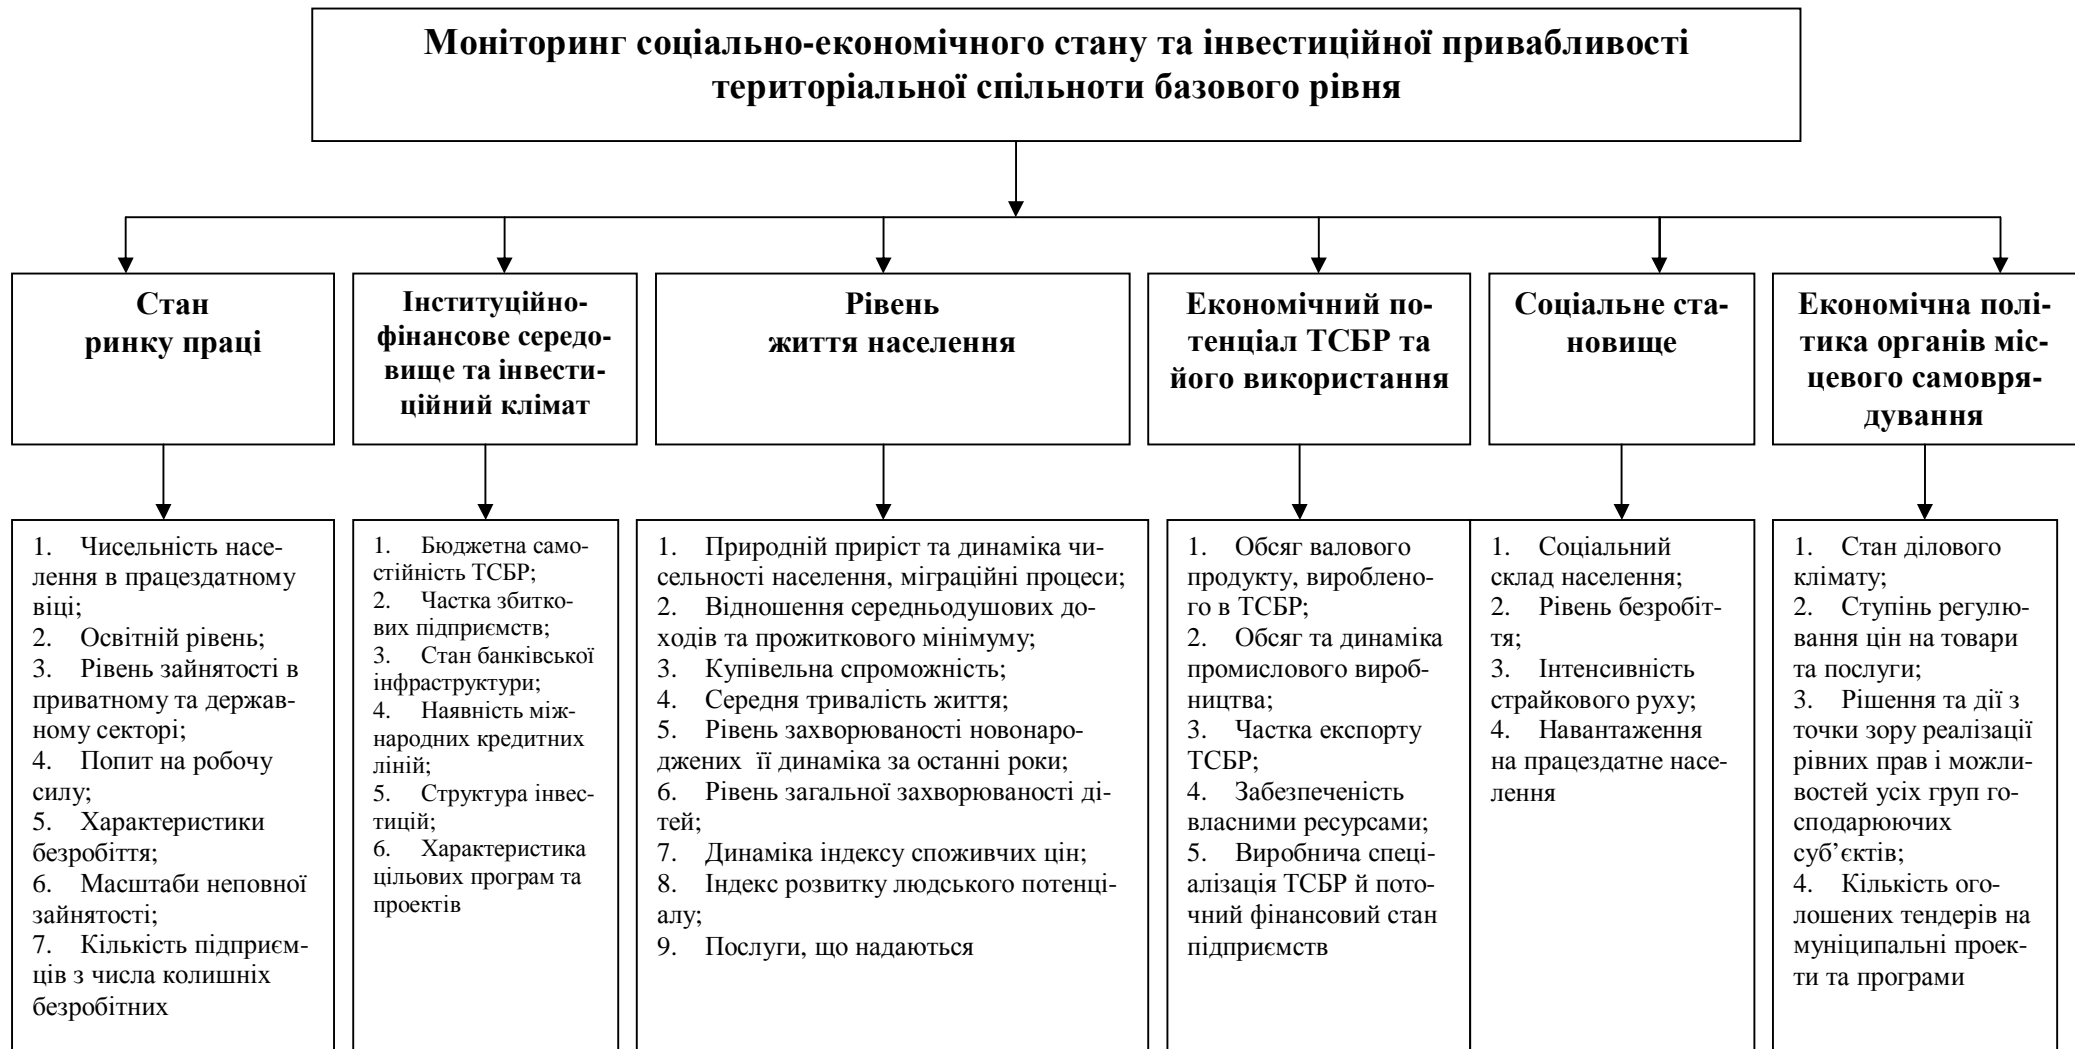 Моніторинг соціально-економічного стану та інвестиційної привабливості
територіальної спільноти базового рівня
Стан
ринку праці
Інституційно-
фінансове середо-
вище та інвести-
ційний клімат
Рівень
життя населення
Економічний по-
тенціал ТСБР та
його використання
Соціальне ста-
новище
Економічна полі-
тика органів міс-
цевого самовря-
дування
1. Чисельність насе-
лення в працездатному
віці;
2. Освітній рівень;
3. Рівень зайнятості в
приватному та держав-
ному секторі;
4. Попит на робочу
силу;
5. Характеристики
безробіття;
6. Масштаби неповної
зайнятості;
7. Кількість підприєм-
ців з числа колишніх
безробітних
1. Бюджетна само-
стійність ТСБР;
2. Частка збитко-
вих підприємств;
3. Стан банківської
інфраструктури;
4. Наявність між-
народних кредитних
ліній;
5. Структура інвес-
тицій;
6. Характеристика
цільових програм та
проектів
1. Природній приріст та динаміка чи-
сельності населення, міграційні процеси;
2. Відношення середньодушових до-
ходів та прожиткового мінімуму;
3. Купівельна спроможність;
4. Середня тривалість життя;
5. Рівень захворюваності новонаро-
джених її динаміка за останні роки;
6. Рівень загальної захворюваності ді-
тей;
7. Динаміка індексу споживчих цін;
8. Індекс розвитку людського потенці-
алу;
9. Послуги, що надаються
1. Обсяг валового
продукту, виробле­но-
го в ТСБР;
2. Обсяг та динаміка
промислового вироб-
ництва;
3. Частка експорту
ТСБР;
4. Забезпеченість
власними ресурсами;
5. Виробнича спеці-
алізація ТСБР й пото-
чний фінансовий стан
підприємств
1. Соціальний
склад населення;
2. Рівень безробіт-
тя;
3. Інтенсивність
страйкового руху;
4. Навантаження
на працездатне насе-
лення
1. Стан ділового
клімату;
2. Ступінь регулю-
вання цін на товари
та послуги;
3. Рішення та дії з
точки зору реалізації
рівних прав і можли-
востей усіх груп го-
сподарюючих
суб’єктів;
4. Кількість ого-
лошених тендерів на
муніципальні проек-
ти та програми